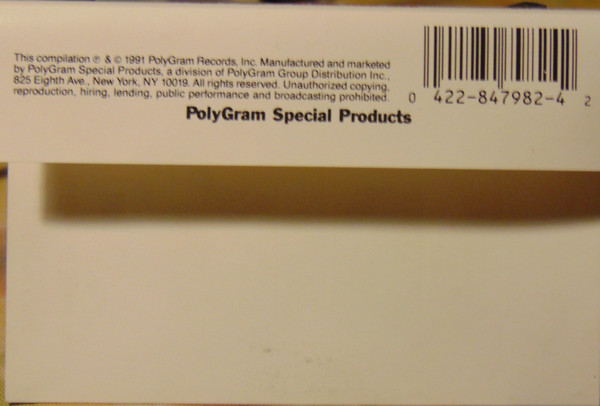 This compilation ℗ & © 1991 PolyGram Records, Inc. Manufactured and marketed
by PolyGram Special Products, a division of PolyGram Group Distribution Inc.,
825 Eighth Ave., New York, NY 10019. All rights reserved. Unauthorized copying,
reproduction, hiring, lending, public performance and broadcasting prohibited.
PolyGram Special Products
0 422-847982-4 2